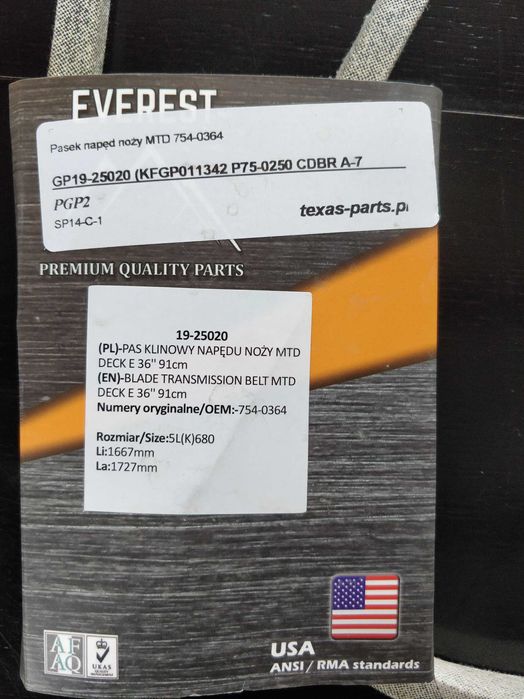 EVEREST
Pasek napęd noży MTD 754-0364
GP19-25020 (KFGP011342 P75-0250 CDBR A-7
PGP2
SP14-C-1
texas-parts.pl
PREMIUM QUALITY PARTS
19-25020
(PL)-PAS KLINOWY NAPĘDU NOŻY MTD
DECK E 36" 91cm
(EN)-BLADE TRANSMISSION BELT MTD
DECK E 36" 91cm
Numery oryginalne/OEM:-754-0364
Rozmiar/Size:5L(K)680
Li:1667mm
La:1727mm
AF
AQ
UKAS
USA
ANSI / RMA standards